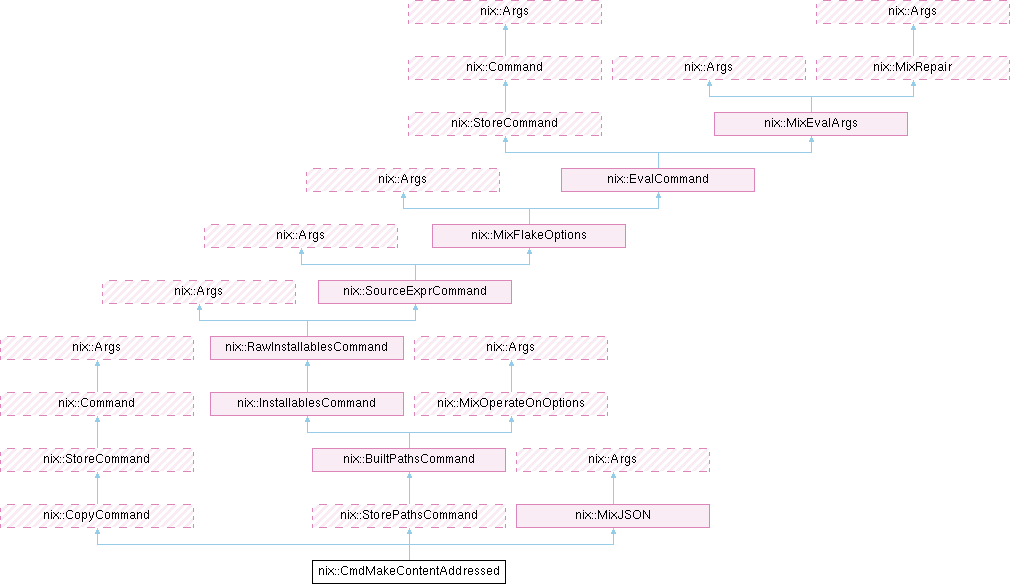 nix::Args
nix::Args
nix::Command
nix::Args
nix::MixRepair
nix::StoreCommand
nix::MixEvalArgs
nix::Args
nix::EvalCommand
nix::Args
nix::MixFlakeOptions
nix::Args
nix::SourceExprCommand
nix::Args
nix::RawInstallablesCommand
nix::Args
nix::Command
nix::InstallablesCommand
nix::MixOperateOnOptions
nix::StoreCommand
nix::BuiltPathsCommand
nix::Args
nix::CopyCommand
nix::StorePathsCommand
nix::MixJSON
nix::CmdMakeContentAddressed